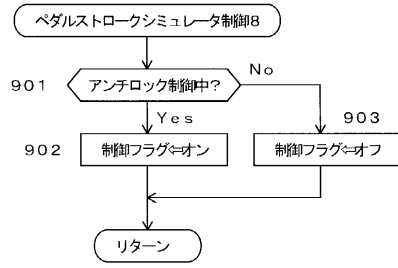 ペダルストロークシミュレータ制御8
901
アンチロック制御中?
No
Yes
903
902
制御フラグ⇦オン
制御フラグ⇦オフ
リターン